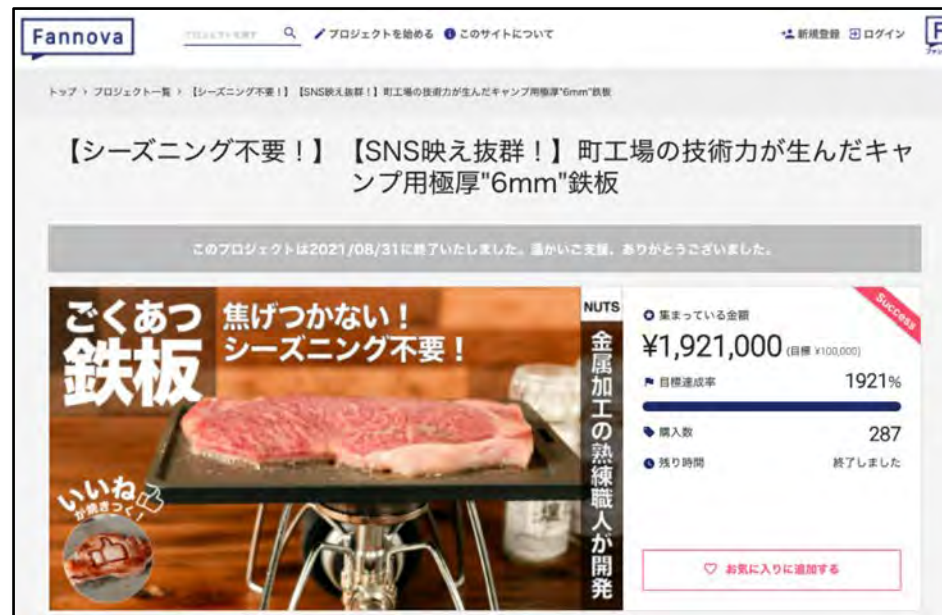 Fannova
プロジェクトを探す
プロジェクトを始める
このサイトについて
新規登録
ログイン
トップ › プロジェクト一覧 › 【シーズニング不要!】【SNS映え抜群!】町工場の技術力が生んだキャンプ用極厚"6mm"鉄板
【シーズニング不要!】【SNS映え抜群!】町工場の技術力が生んだキャ
ンプ用極厚"6mm"鉄板
このプロジェクトは2021/08/31に終了いたしました。温かいご支援、ありがとうございました。
ごくあつ
鉄板
焦げつかない!
シーズニング不要!
いいね
が焼きつく!
NUTS
金属加工の熟練職人が開発
Success
集まっている金額
¥1,921,000 (目標 ¥100,000)
目標達成率 1921%
購入数 287
残り時間 終了しました
お気に入りに追加する